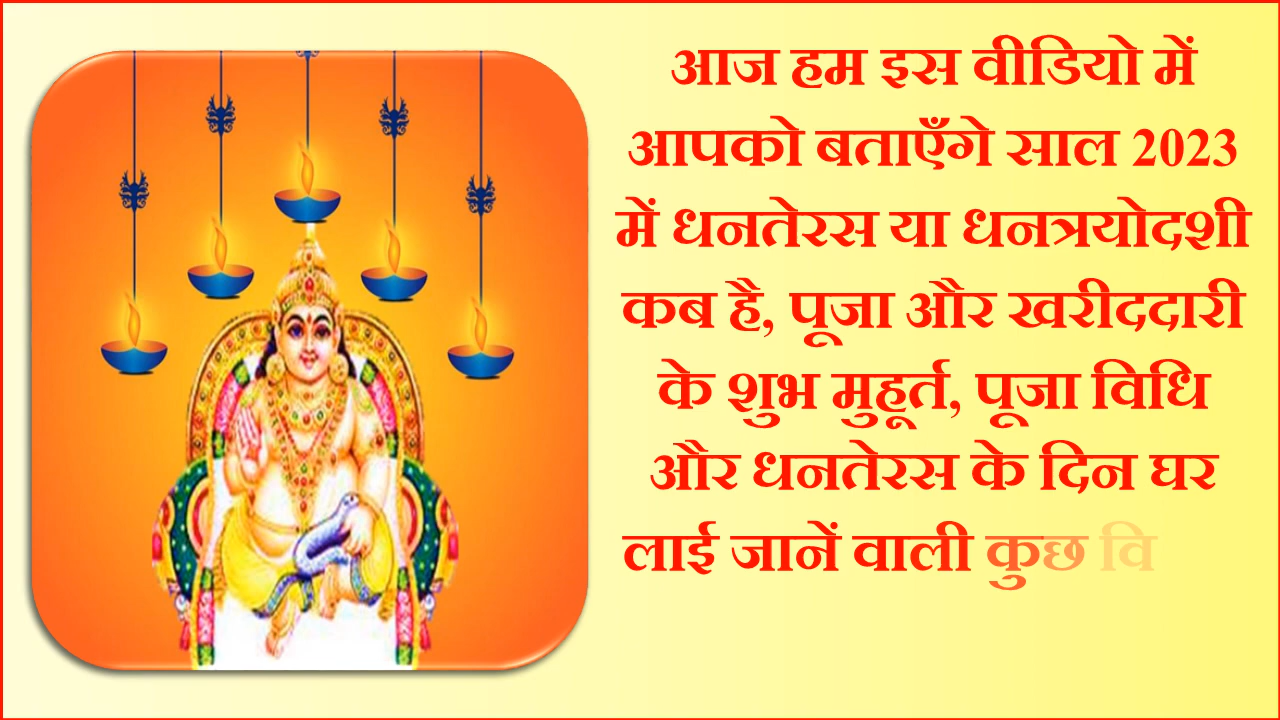 आज हम इस वीडियो में
आपको बताएँगे साल 2023
में धनतेरस या धनत्रयोदशी
कब है, पूजा और खरीददारी
के शुभ मुहूर्त, पूजा विधि
और धनतेरस के दिन घर
लाई जानें वाली कुछ वि